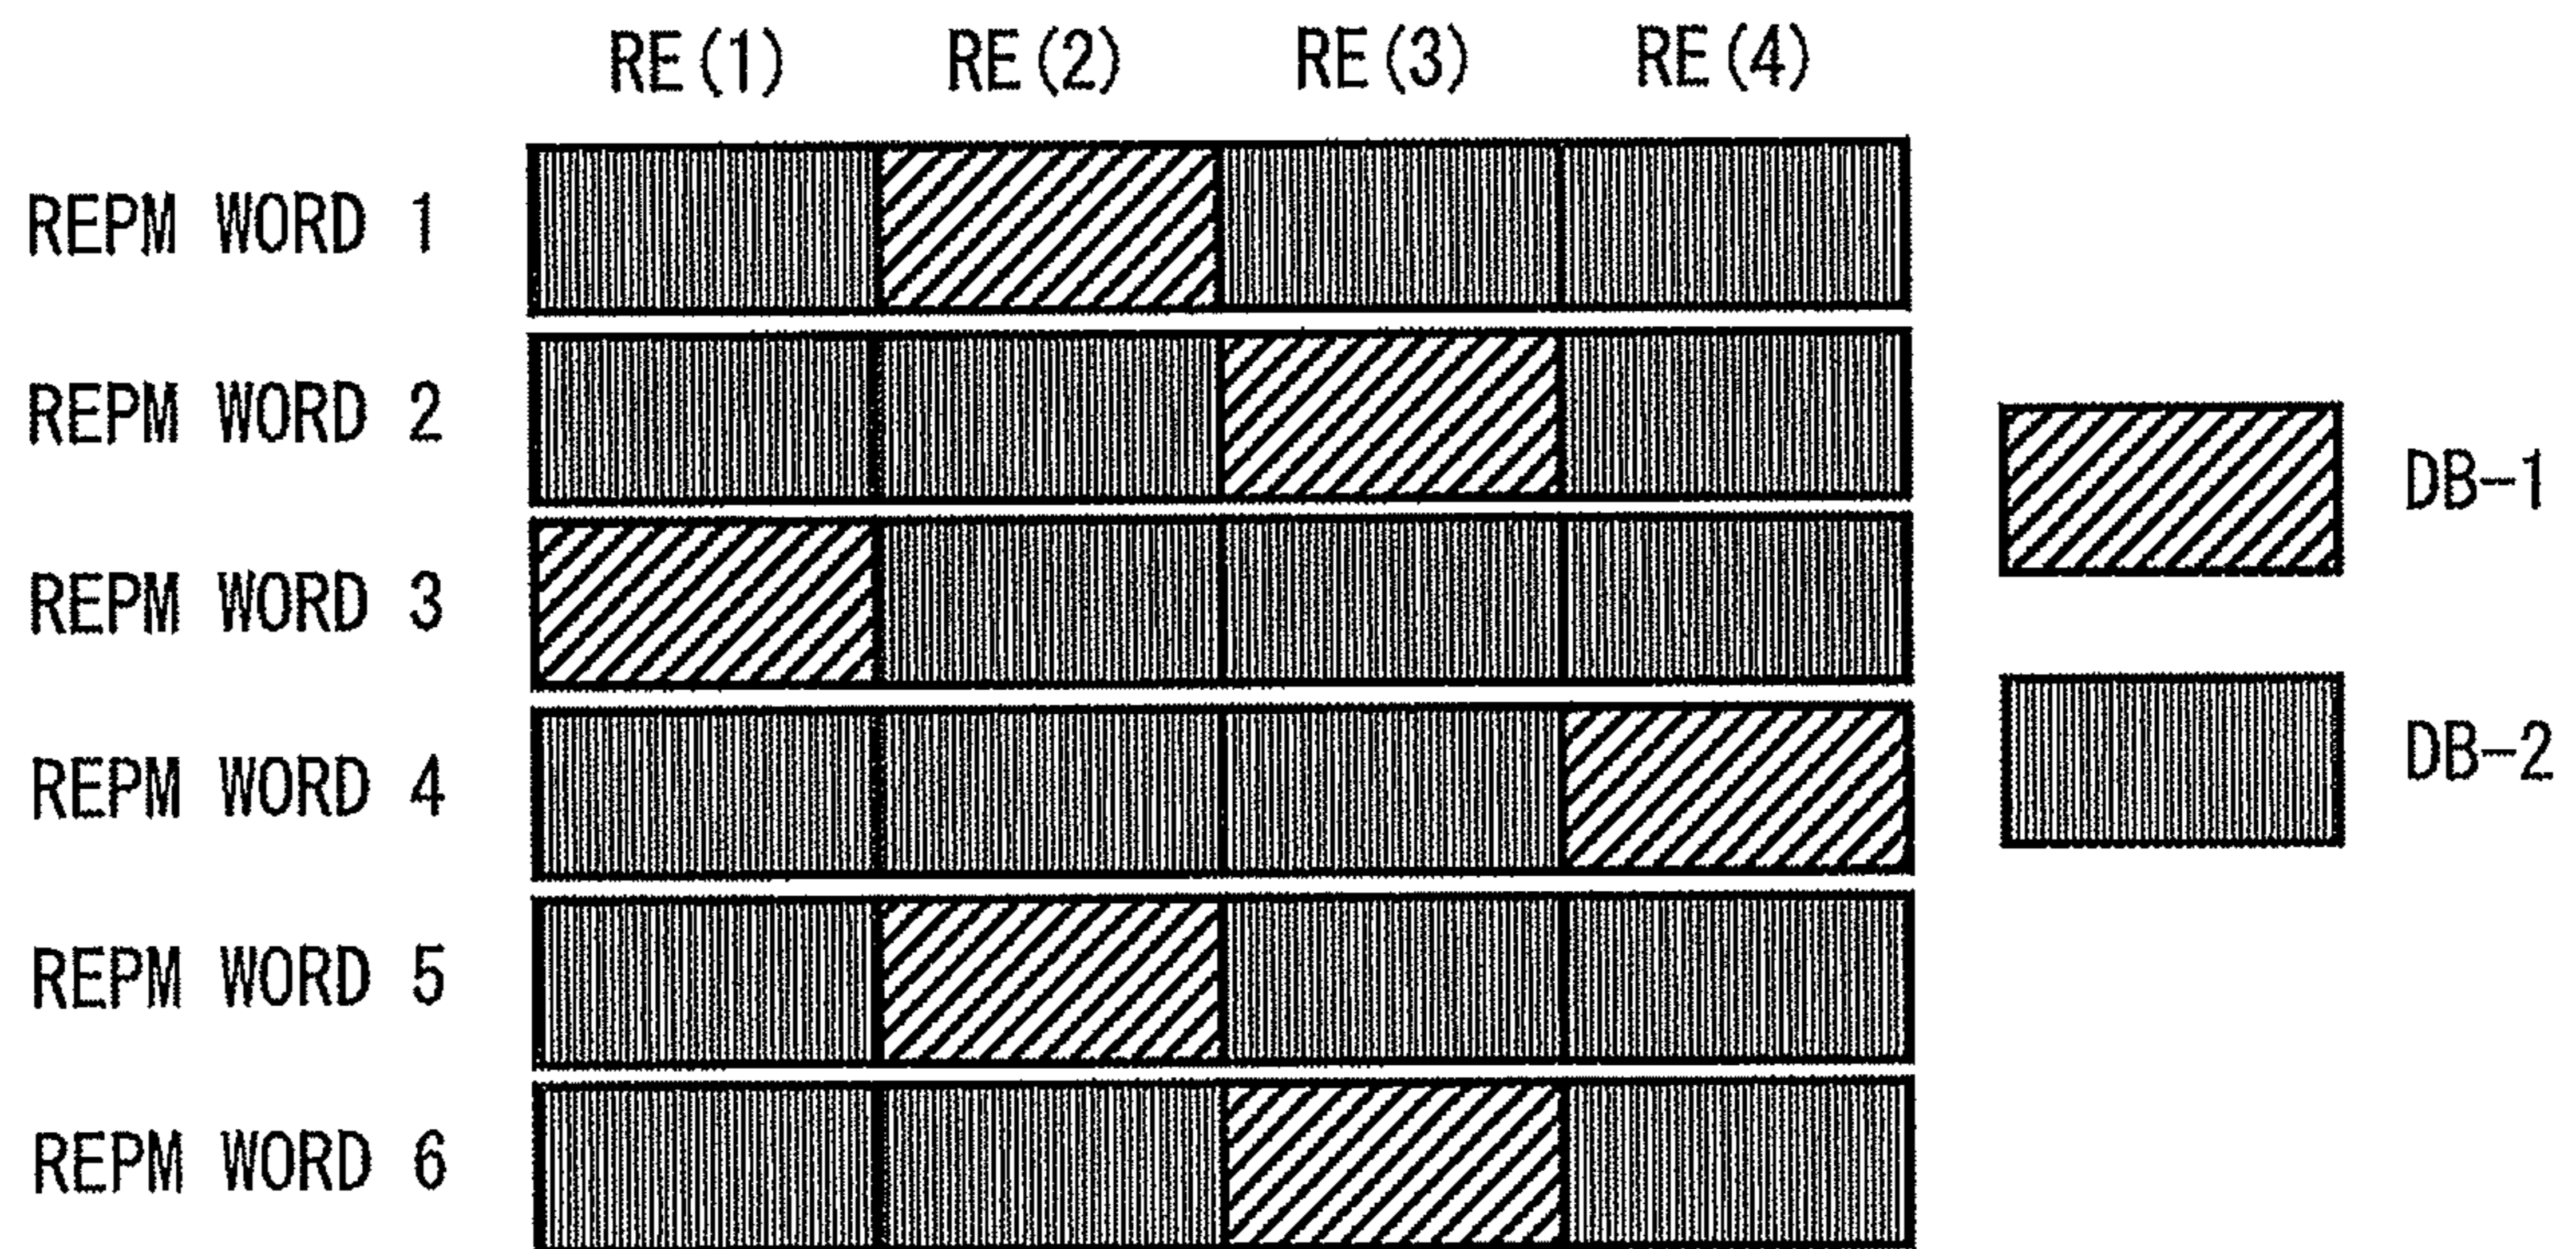 RE(1) RE(2) RE(3) RE(4)
REPM WORD 1
REPM WORD 2
DB-1
REPM WORD 3
REPM WORD 4
DB-2
REPM WORD 5
REPM WORD 6